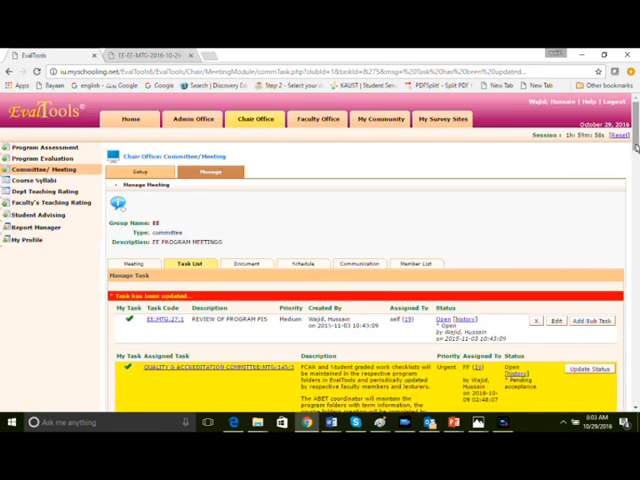 EvalTools
EE-EE-MTG-2016-10-29
iu.myschooling.net/EvalTools6/EvalTools/Chair/MeetingModule/commTask.php?clubId=1&taskId=&t275&msg=Task has been updated...
Apps
Bayaan
Google
Google
Search | Discovery Ed
Step 2 - Select Yo
KAUST | Student Se
PDFSplit! - Split PDF
New Tab
New Tab
Other bookmarks
EvalTools®
Wajid, Hussain | Help | Logout
Home
Admin Office
Chair Office
Faculty Office
My Community
My Survey Sites
October 29, 2016
Session : 1h: 59m: 58s [Reset]
Program Assessment
Program Evaluation
Committee/ Meeting
Course Syllabi
Dept Teaching Rating
Faculty's Teaching Rating
Student Advising
Report Manager
My Profile
Chair Office: Committee/Meeting
Setup
Manage
Manage Meeting
Group Name: EE
Type: committee
Description: EE PROGRAM MEETINGS
Meeting
Task List
Document
Schedule
Communication
Member List
Manage Task
* Task has been updated...
My Task Task Code Description Priority Created By Assigned To Status
EE:MTG:27:1 REVIEW OF PROGRAM PIS Medium Wajid, Hussain self (19) Open [history] X Edit Add Sub Task
on 2015-11-03 10:43:09 * Open
by Wajid, Hussain
on 2015-11-03 10:43:09
My Task Assigned Task Description Priority Assigned To Status
QUALITY & ACCREDITATION COMMITTEE:MTG:145:3 FCAR and Student graded work checklists will Urgent FF Open Update Status
be maintained in the respective program by Wajid, [history]
folders in EvalTools and periodically updated Hussain * Pending
by respective faculty members and lecturers. on 2016-10- acceptance
The ABET coordinator will maintain the 29 02:48:07
program folders with term information, the
Ask me anything
8:03 AM
10/29/2016